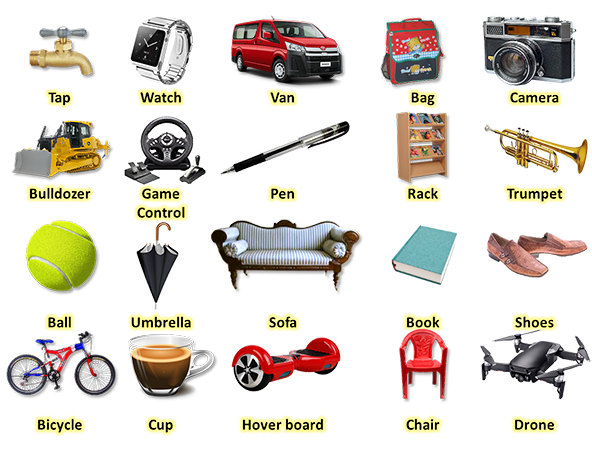 Tap
Watch
Van
Bag
Camera
Bulldozer
Game
Control
Pen
Rack
Trumpet
Ball
Umbrella
Sofa
Book
Shoes
Bicycle
Cup
Hover board
Chair
Drone